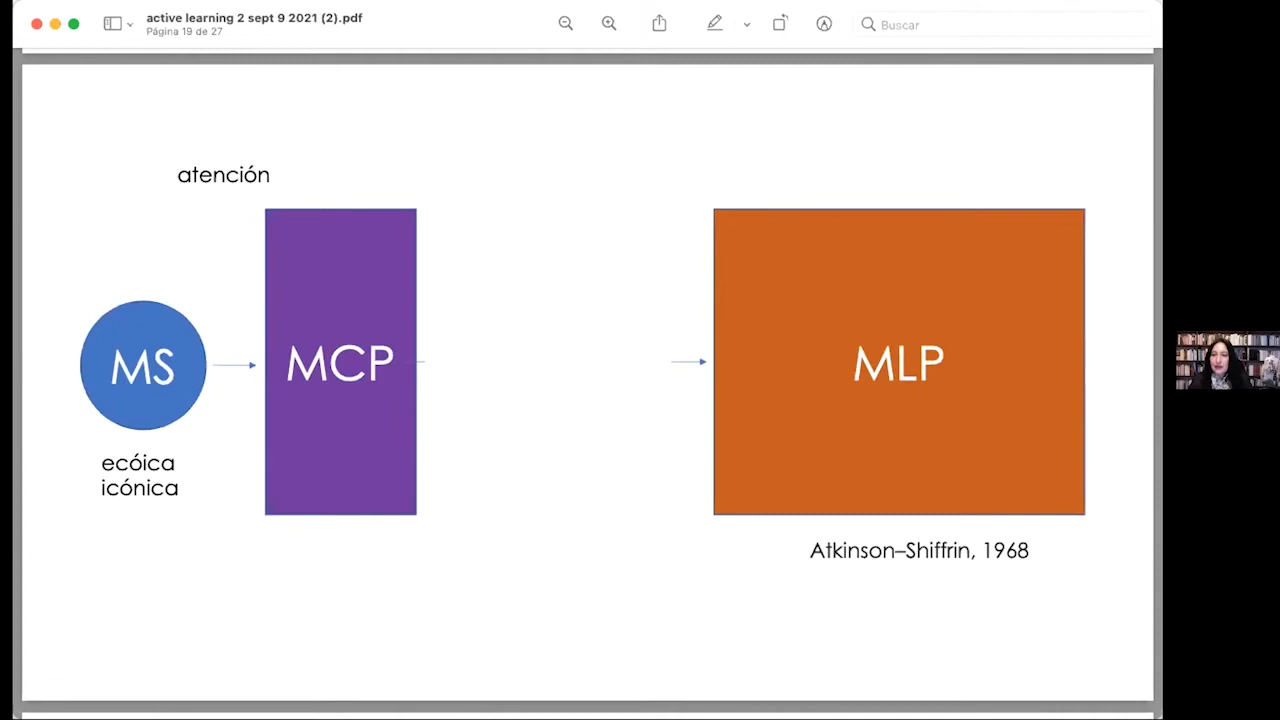 active learning 2 sept 9 2021 (2).pdf
Página 19 de 27
Buscar
atención
MS
MCP
MLP
ecóica
icónica
Atkinson–Shiffrin, 1968